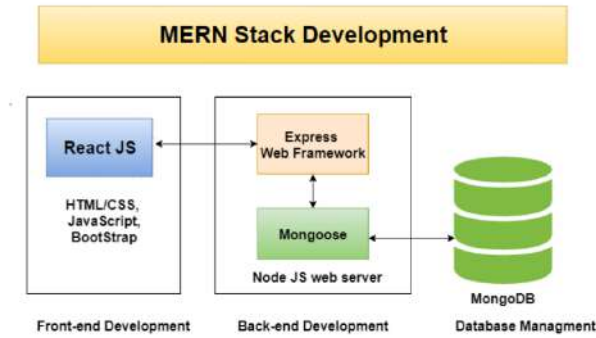 MERN Stack Development
React JS
HTML/CSS,
JavaScript,
BootStrap
Express
Web Framework
Mongoose
Node JS web server
MongoDB
Front-end Development
Back-end Development
Database Managment